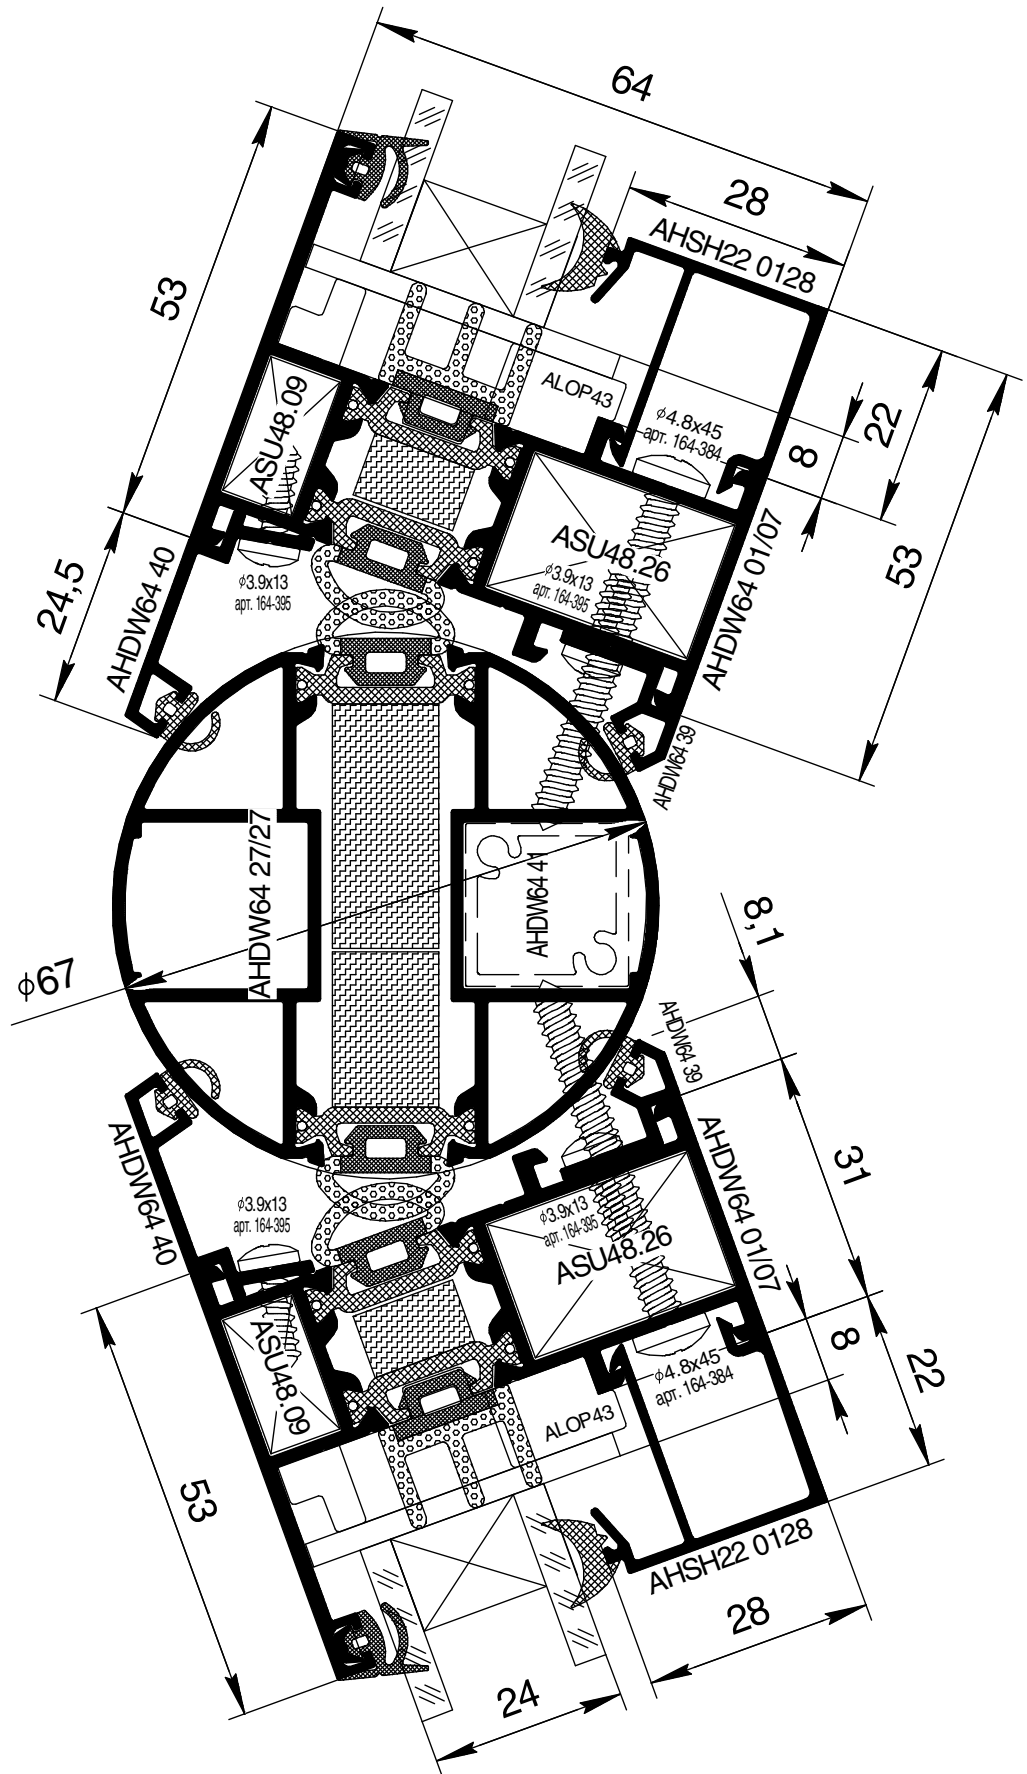 64
28
AHSH22 0128
53
ALOP43
ASU48.09
ϕ4.8x45
арт. 164-384
8
22
53
ASU48.26
ϕ3.9x13
арт. 164-395
ϕ3.9x13
арт. 164-395
24,5
AHDW64 40
AHDW64 01/07
AHDW64 39
AHDW64 27/27
AHDW64 41
ϕ67
8,1
AHDW64 39
AHDW64 40
AHDW64 01/07
31
ϕ3.9x13
арт. 164-395
ϕ3.9x13
арт. 164-395
ASU48.26
ASU48.09
8
22
ϕ4.8x45
арт. 164-384
ALOP43
53
AHSH22 0128
28
24